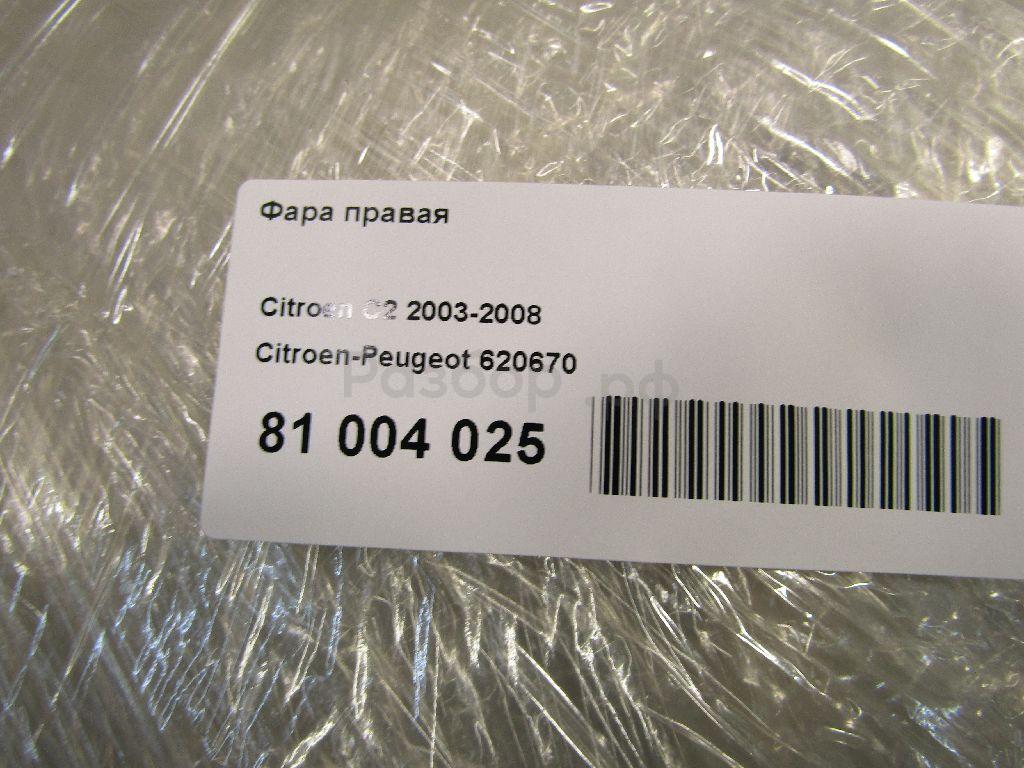 Фара правая
Citroen C2 2003-2008
Citroen-Peugeot 620670
Разбор рф
81 004 025